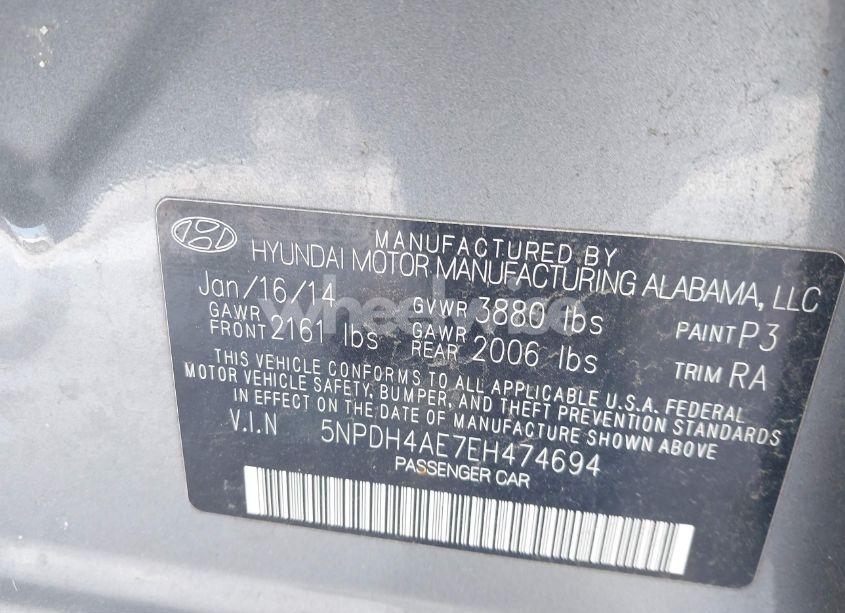 MANUFACTURED BY
HYUNDAI MOTOR MANUFACTURING ALABAMA, LLC
Jan/16/14 GVWR 3880 lbs PAINT P3
GAWR FRONT 2161 lbs GAWR REAR 2006 lbs TRIM RA
THIS VEHICLE CONFORMS TO ALL APPLICABLE U.S.A. FEDERAL
MOTOR VEHICLE SAFETY, BUMPER, AND THEFT PREVENTION STANDARDS
IN EFFECT ON THE DATE OF MANUFACTURE SHOWN ABOVE
V.I.N 5NPDH4AE7EH474694
PASSENGER CAR